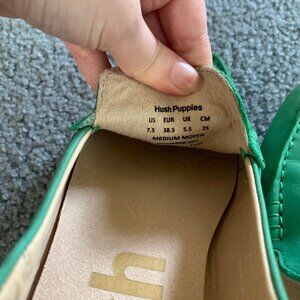 Hush Puppies
US EUR UK CM
7.5 38.5 5.5 25
MEDIUM MOYEN
h